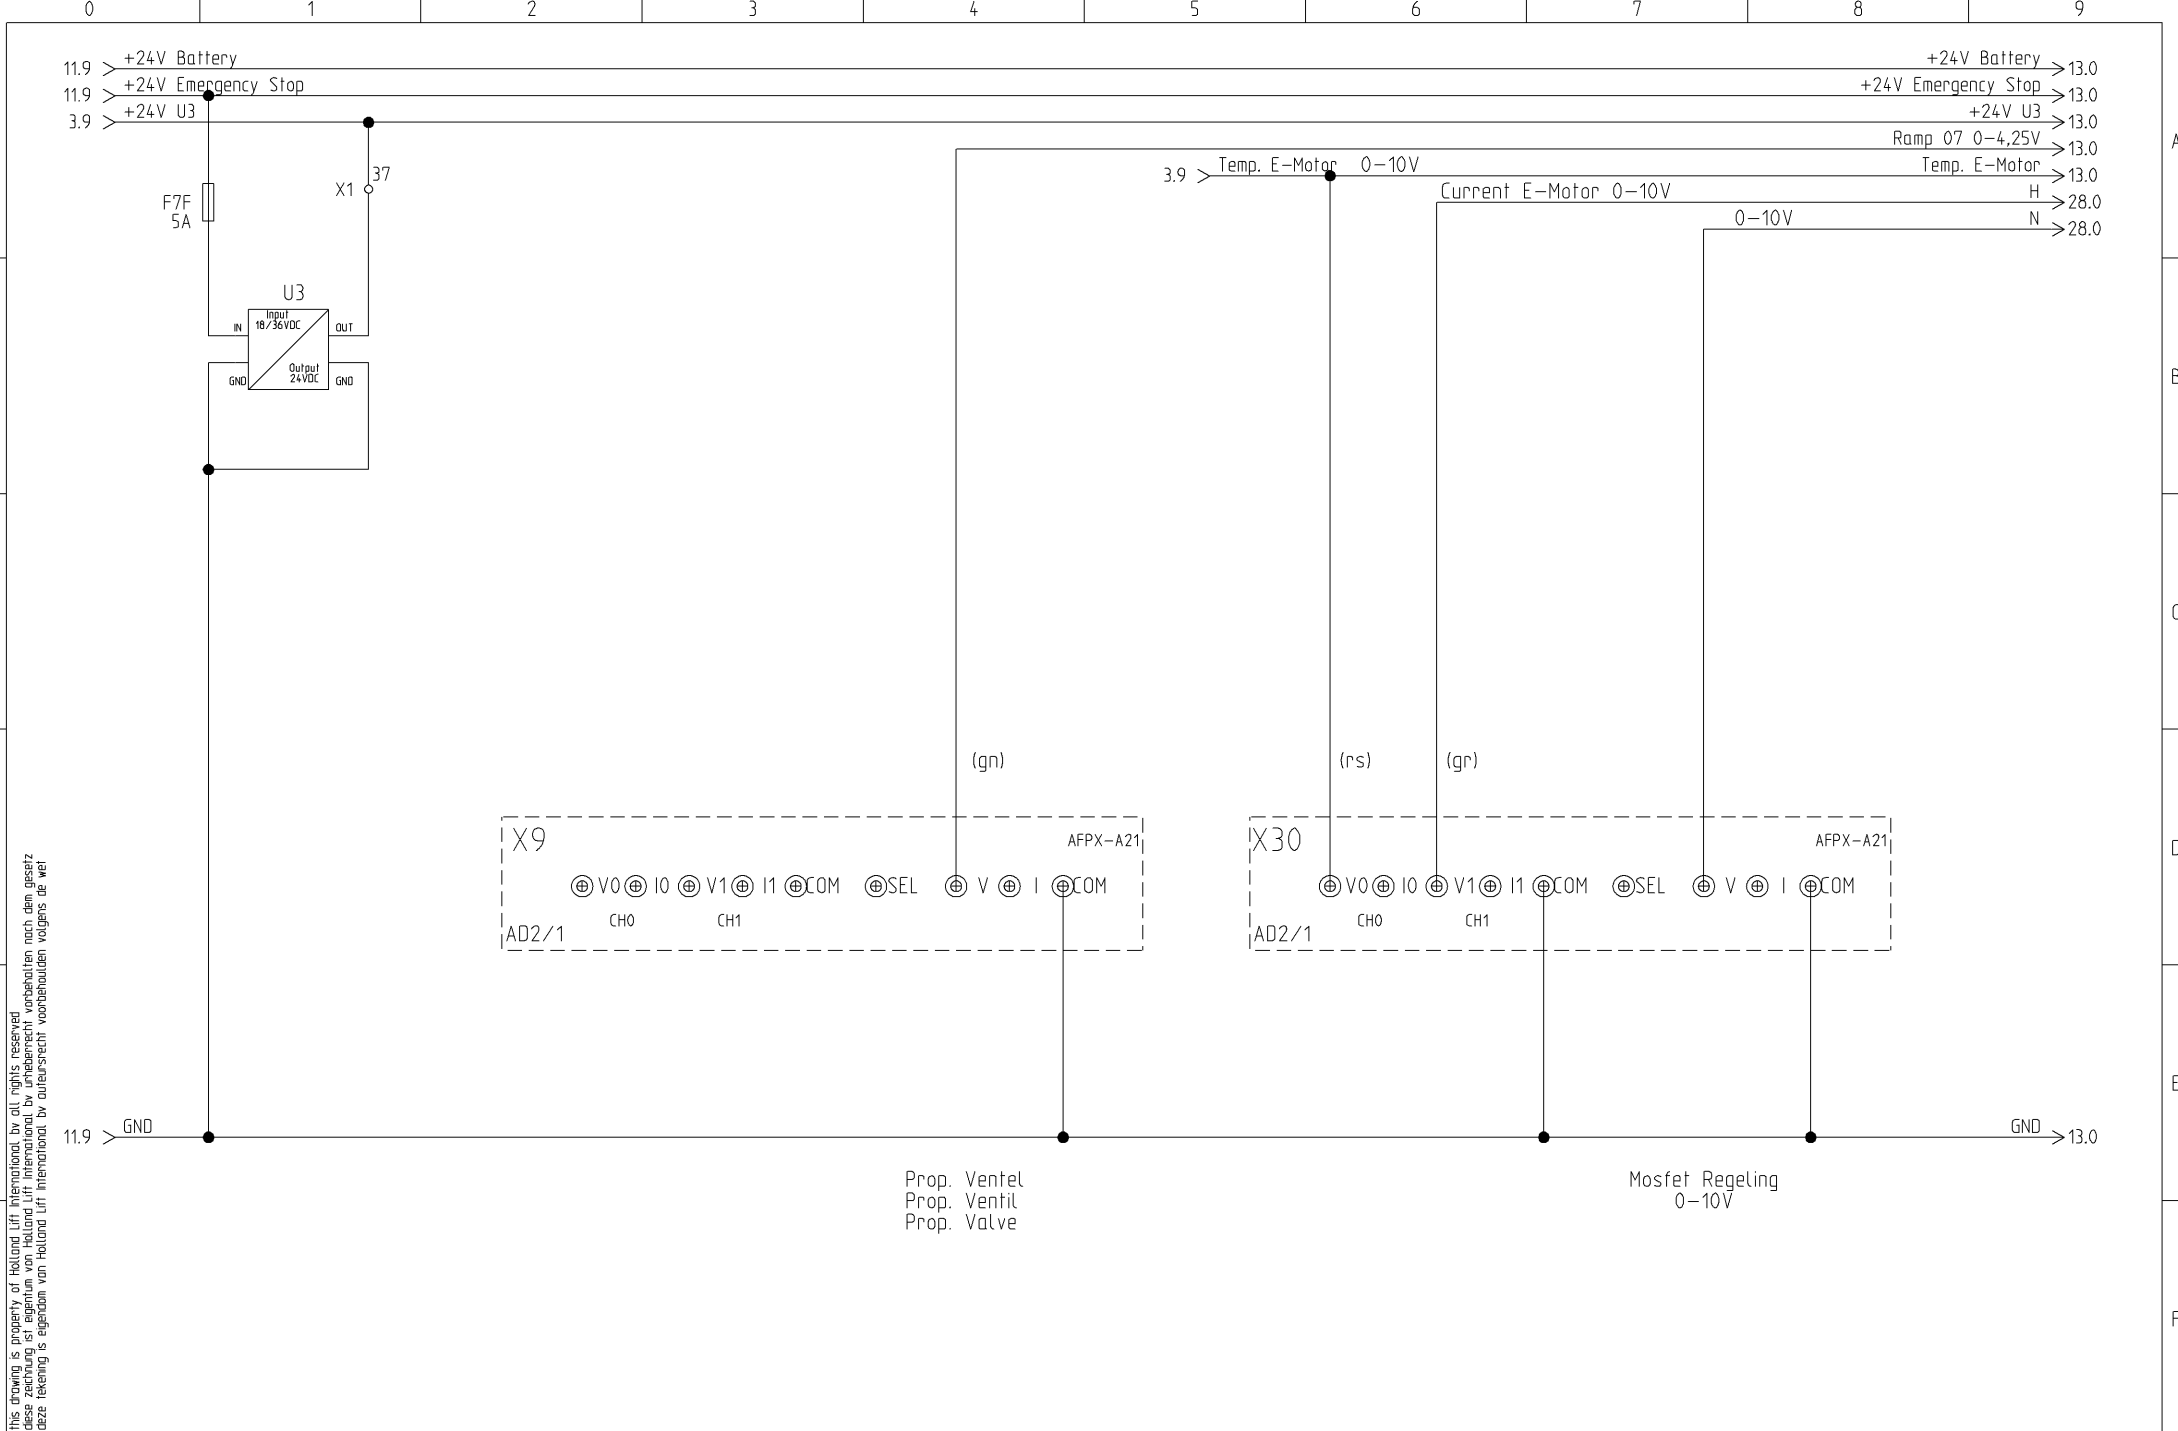 0 1 2 3 4 5 6 7 8 9
11.9 +24V Battery +24V Battery 13.0
11.9 +24V Emergency Stop +24V Emergency Stop 13.0
3.9 +24V U3 +24V U3 13.0
Ramp 07 0-4,25V 13.0
A
3.9 Temp. E-Motor 0-10V Temp. E-Motor 13.0
37
X1
Current E-Motor 0-10V H 28.0
F7F
5A
0-10V N 28.0
U3
Input
18/36VDC
IN OUT
Output
24VDC
GND GND
B
C
(gn) (rs) (gr)
X9 AFPX-A21 X30 AFPX-A21
D
V0 I0 V1 I1 COM SEL V I COM V0 I0 V1 I1 COM SEL V I COM
CH0 CH1 CH0 CH1
AD2/1 AD2/1
E
11.9 GND GND 13.0
Prop. Ventel
Prop. Ventil
Prop. Valve
Mosfet Regeling
0-10V
F
this drawing is property of Holland Lift International bv all rights reserved
diese zeichnung ist eigentum von Holland Lift International bv urheberrecht vorbehalten nach dem gesetz
deze tekening is eigendom van Holland Lift International bv auteursrecht voorbehoulden volgens de wet